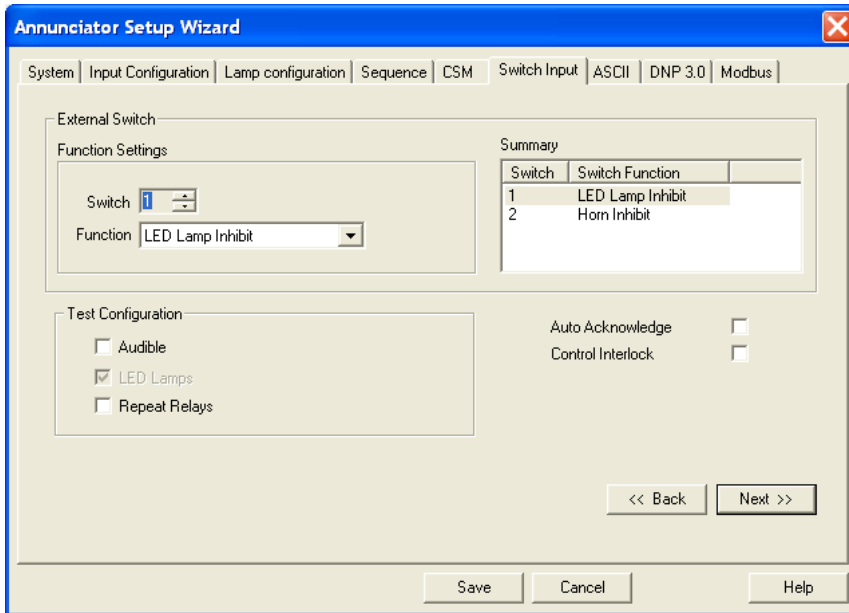 Annunciator Setup Wizard
System Input Configuration Lamp configuration Sequence CSM Switch Input ASCII DNP 3.0 Modbus
External Switch
Function Settings
Switch 1
Function LED Lamp Inhibit
Summary
Switch Switch Function
1 LED Lamp Inhibit
2 Horn Inhibit
Test Configuration
Audible
LED Lamps
Repeat Relays
Auto Acknowledge
Control Interlock
<< Back Next >>
Save Cancel Help